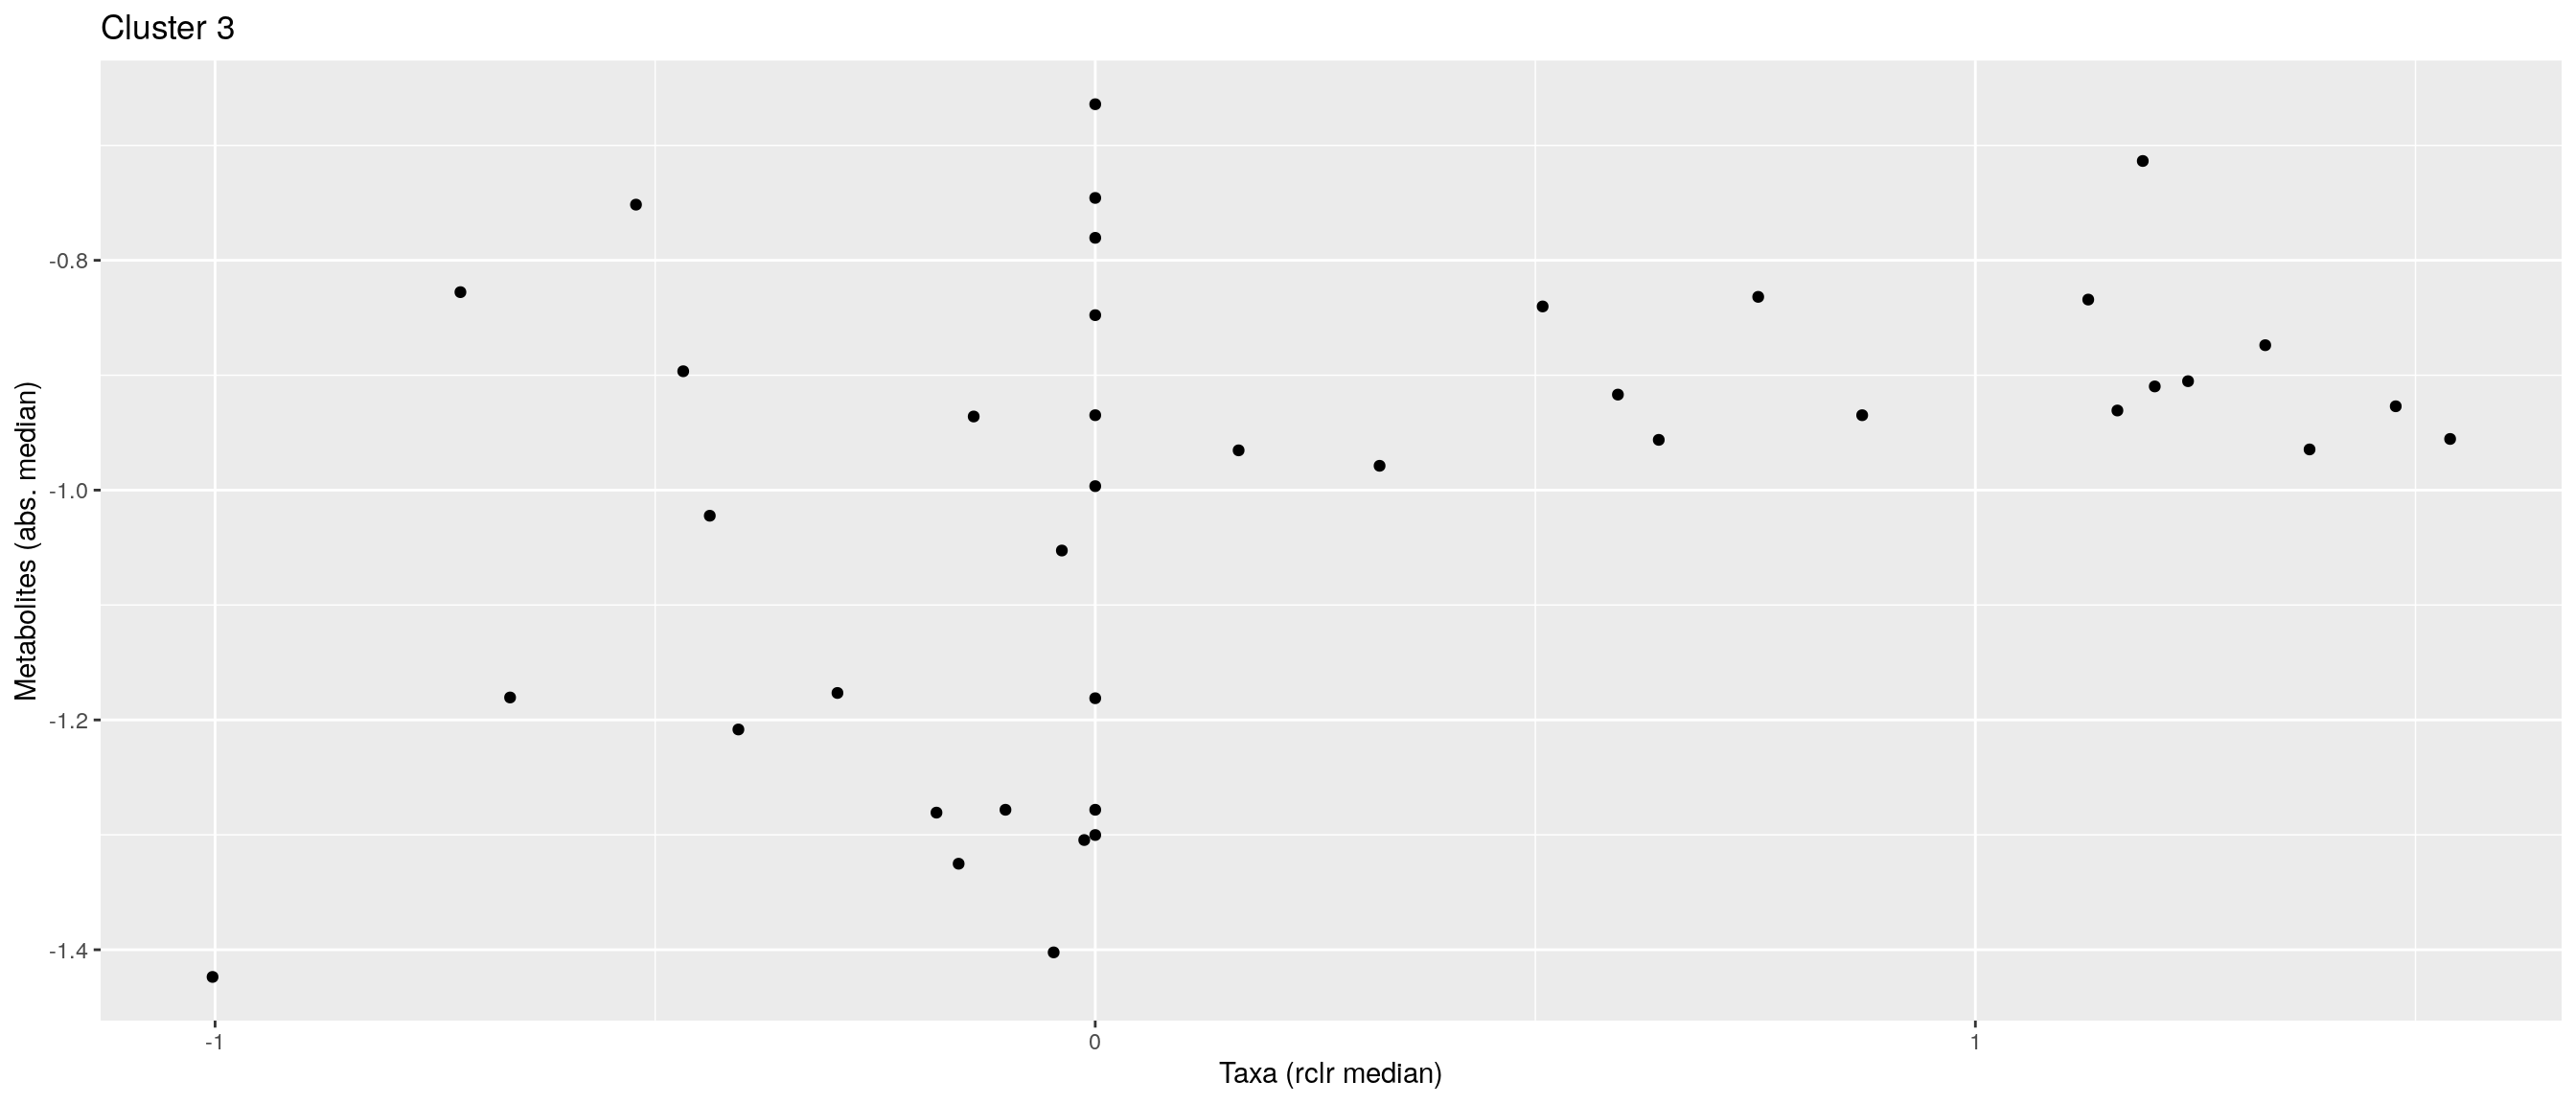 Cluster 3
Metabolites (abs. median)
-0.8
-1.0
-1.2
-1.4
-1
0
1
Taxa (rclr median)